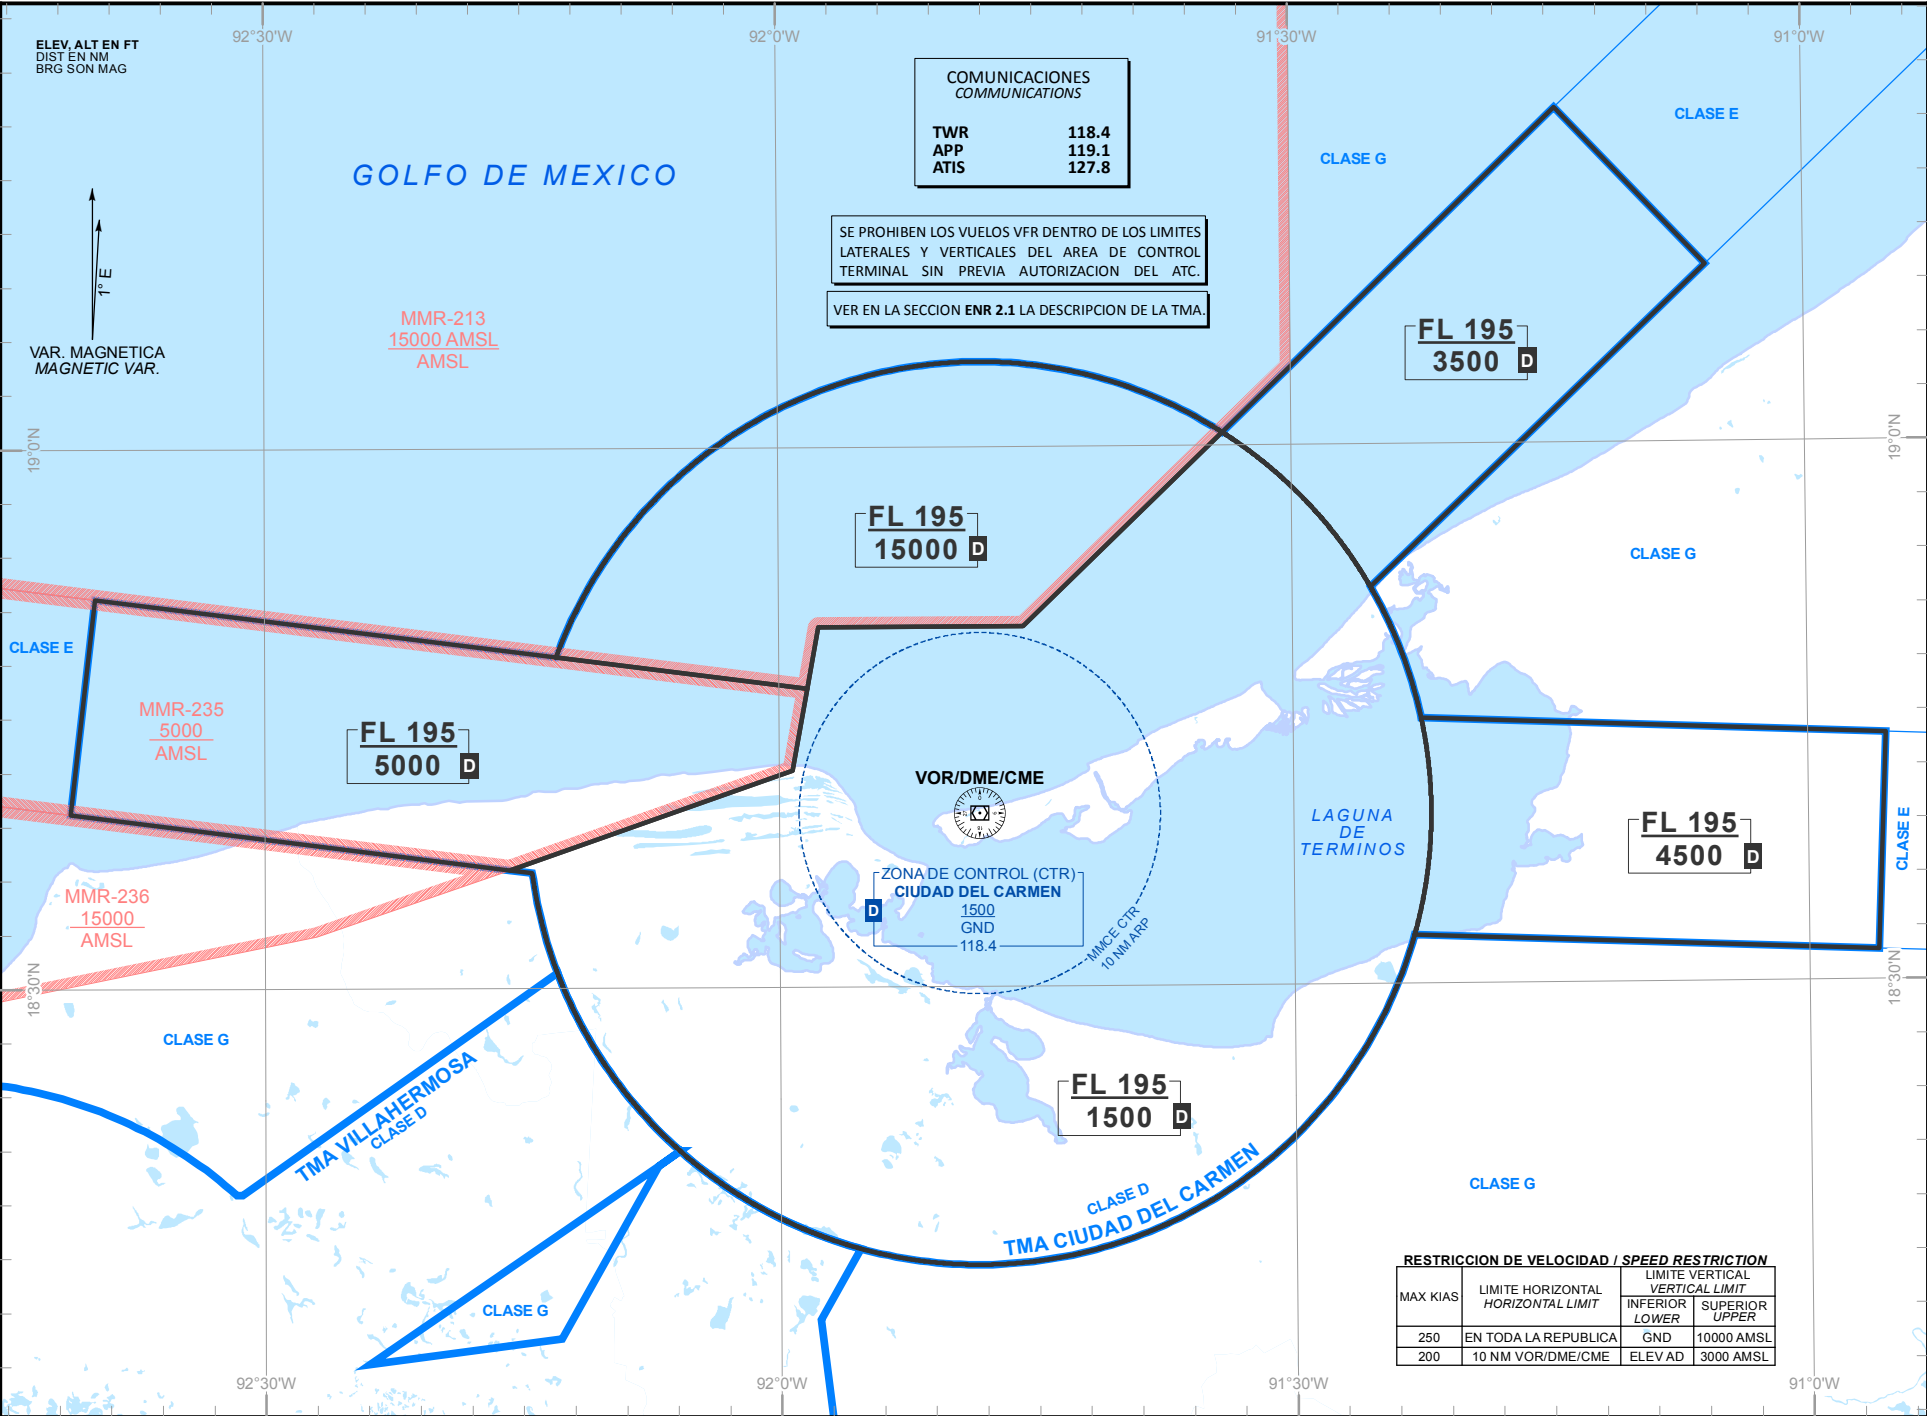 92°30'W
92°0'W
91°30'W
91°0'W
ELEV, ALT EN FT
DIST EN NM
BRG SON MAG
COMUNICACIONES
COMMUNICATIONS
TWR 118.4
APP 119.1
ATIS 127.8
CLASE E
CLASE G
GOLFO DE MEXICO
SE PROHIBEN LOS VUELOS VFR DENTRO DE LOS LIMITES
LATERALES Y VERTICALES DEL AREA DE CONTROL
TERMINAL SIN PREVIA AUTORIZACION DEL ATC.
VER EN LA SECCION ENR 2.1 LA DESCRIPCION DE LA TMA.
1° E
VAR. MAGNETICA
MAGNETIC VAR.
MMR-213
15000 AMSL
AMSL
FL 195
3500 D
19°0'N
19°0'N
FL 195
15000 D
CLASE G
CLASE E
MMR-235
5000
AMSL
FL 195
5000 D
VOR/DME/CME
LAGUNA
DE
TERMINOS
FL 195
4500 D
CLASE E
MMR-236
15000
AMSL
ZONA DE CONTROL (CTR)
CIUDAD DEL CARMEN
D
1500
GND
118.4
MMCE CTR
10 NM ARP
18°30'N
18°30'N
CLASE G
TMA VILLAHERMOSA
CLASE D
FL 195
1500 D
CLASE D
TMA CIUDAD DEL CARMEN
CLASE G
CLASE G
RESTRICCION DE VELOCIDAD / SPEED RESTRICTION
MAX KIAS
LIMITE HORIZONTAL
HORIZONTAL LIMIT
LIMITE VERTICAL
VERTICAL LIMIT
INFERIOR
LOWER
SUPERIOR
UPPER
250 EN TODA LA REPUBLICA GND 10000 AMSL
200 10 NM VOR/DME/CME ELEV AD 3000 AMSL
92°30'W
92°0'W
91°30'W
91°0'W